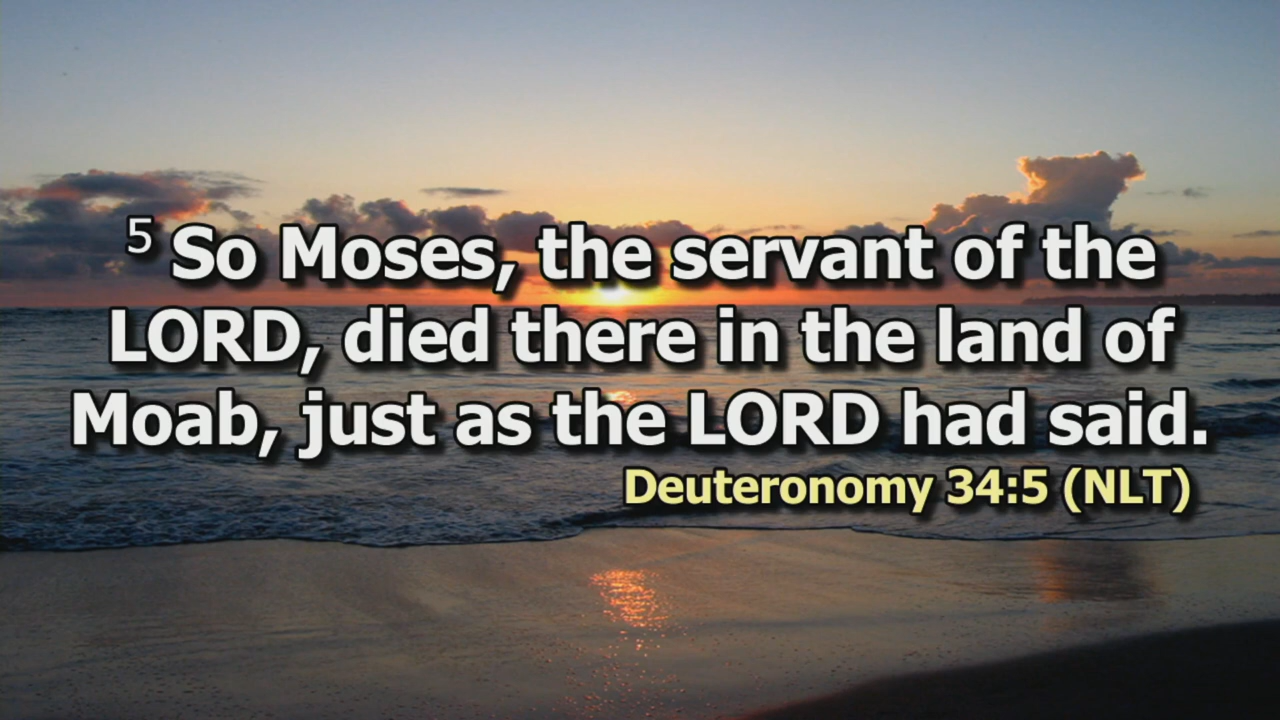 5 So Moses, the servant of the
LORD, died there in the land of
Moab, just as the LORD had said.
Deuteronomy 34:5 (NLT)